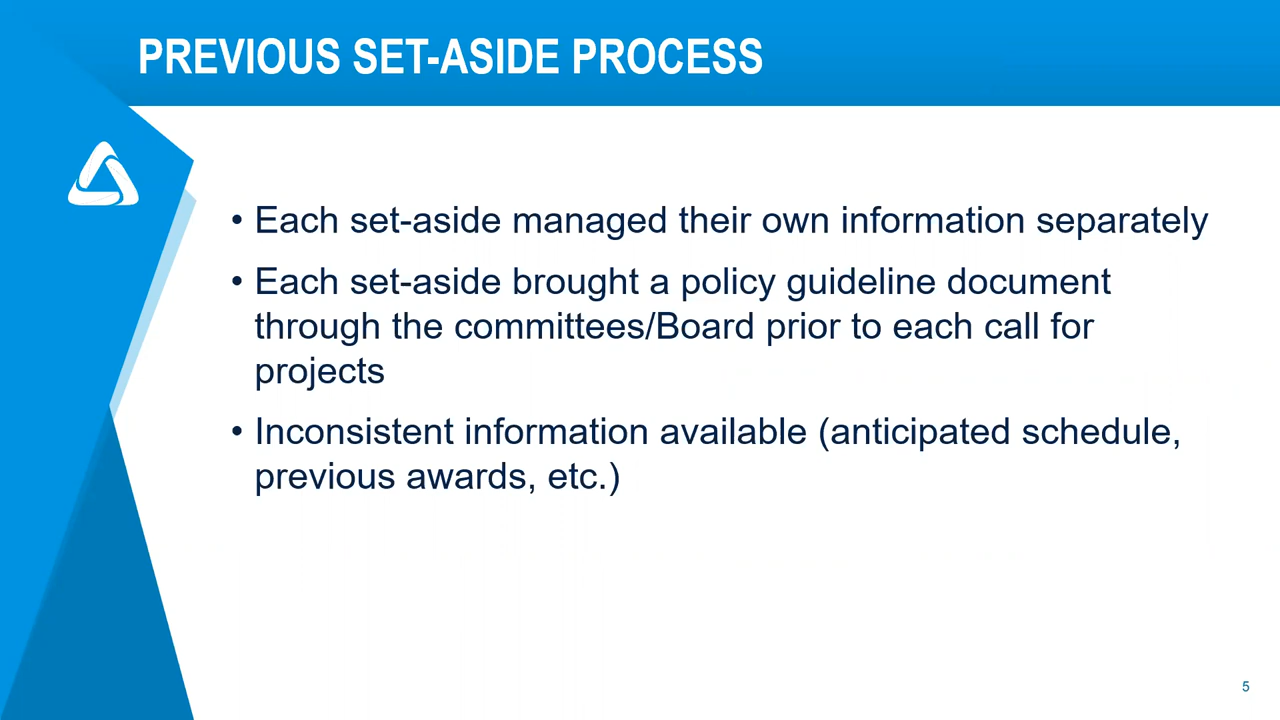 PREVIOUS SET-ASIDE PROCESS
• Each set-aside managed their own information separately
• Each set-aside brought a policy guideline document
through the committees/Board prior to each call for
projects
• Inconsistent information available (anticipated schedule,
previous awards, etc.)
5